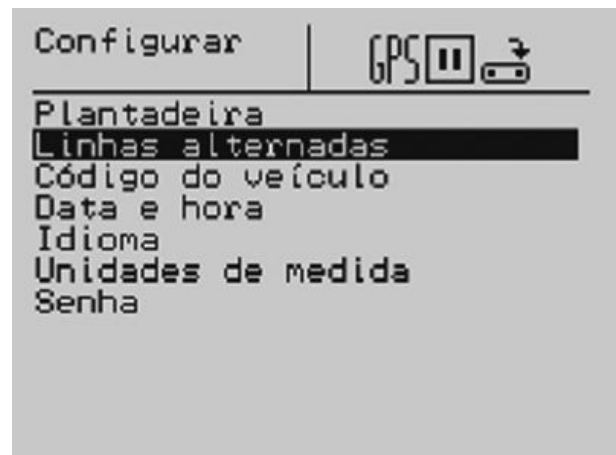 Configurar
GPS
Plantadeira
Linhas alternadas
Código do veículo
Data e hora
Idioma
Unidades de medida
Senha